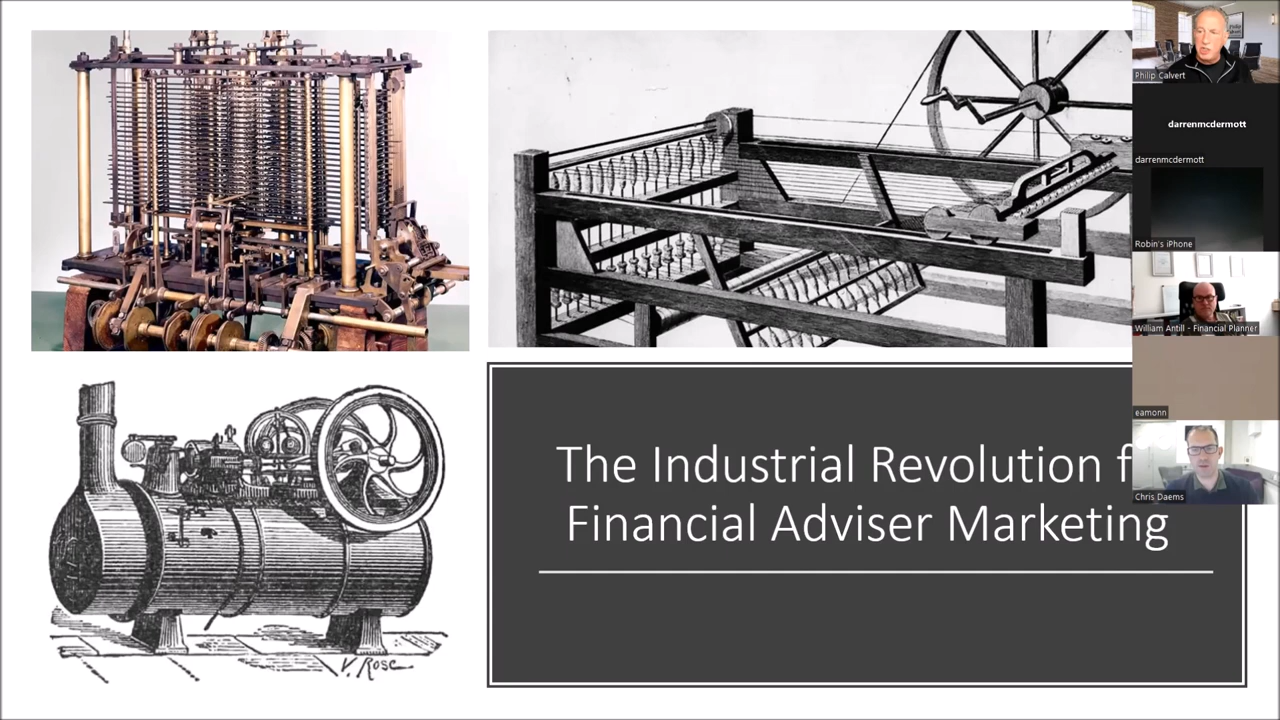 The Industrial Revolution f
Financial Adviser Marketing
V. Rose
Philip Calvert
darrenmcdermott
darrenmcdermott
Robin's iPhone
William Antill - Financial Planner
eamonn
Chris Daems